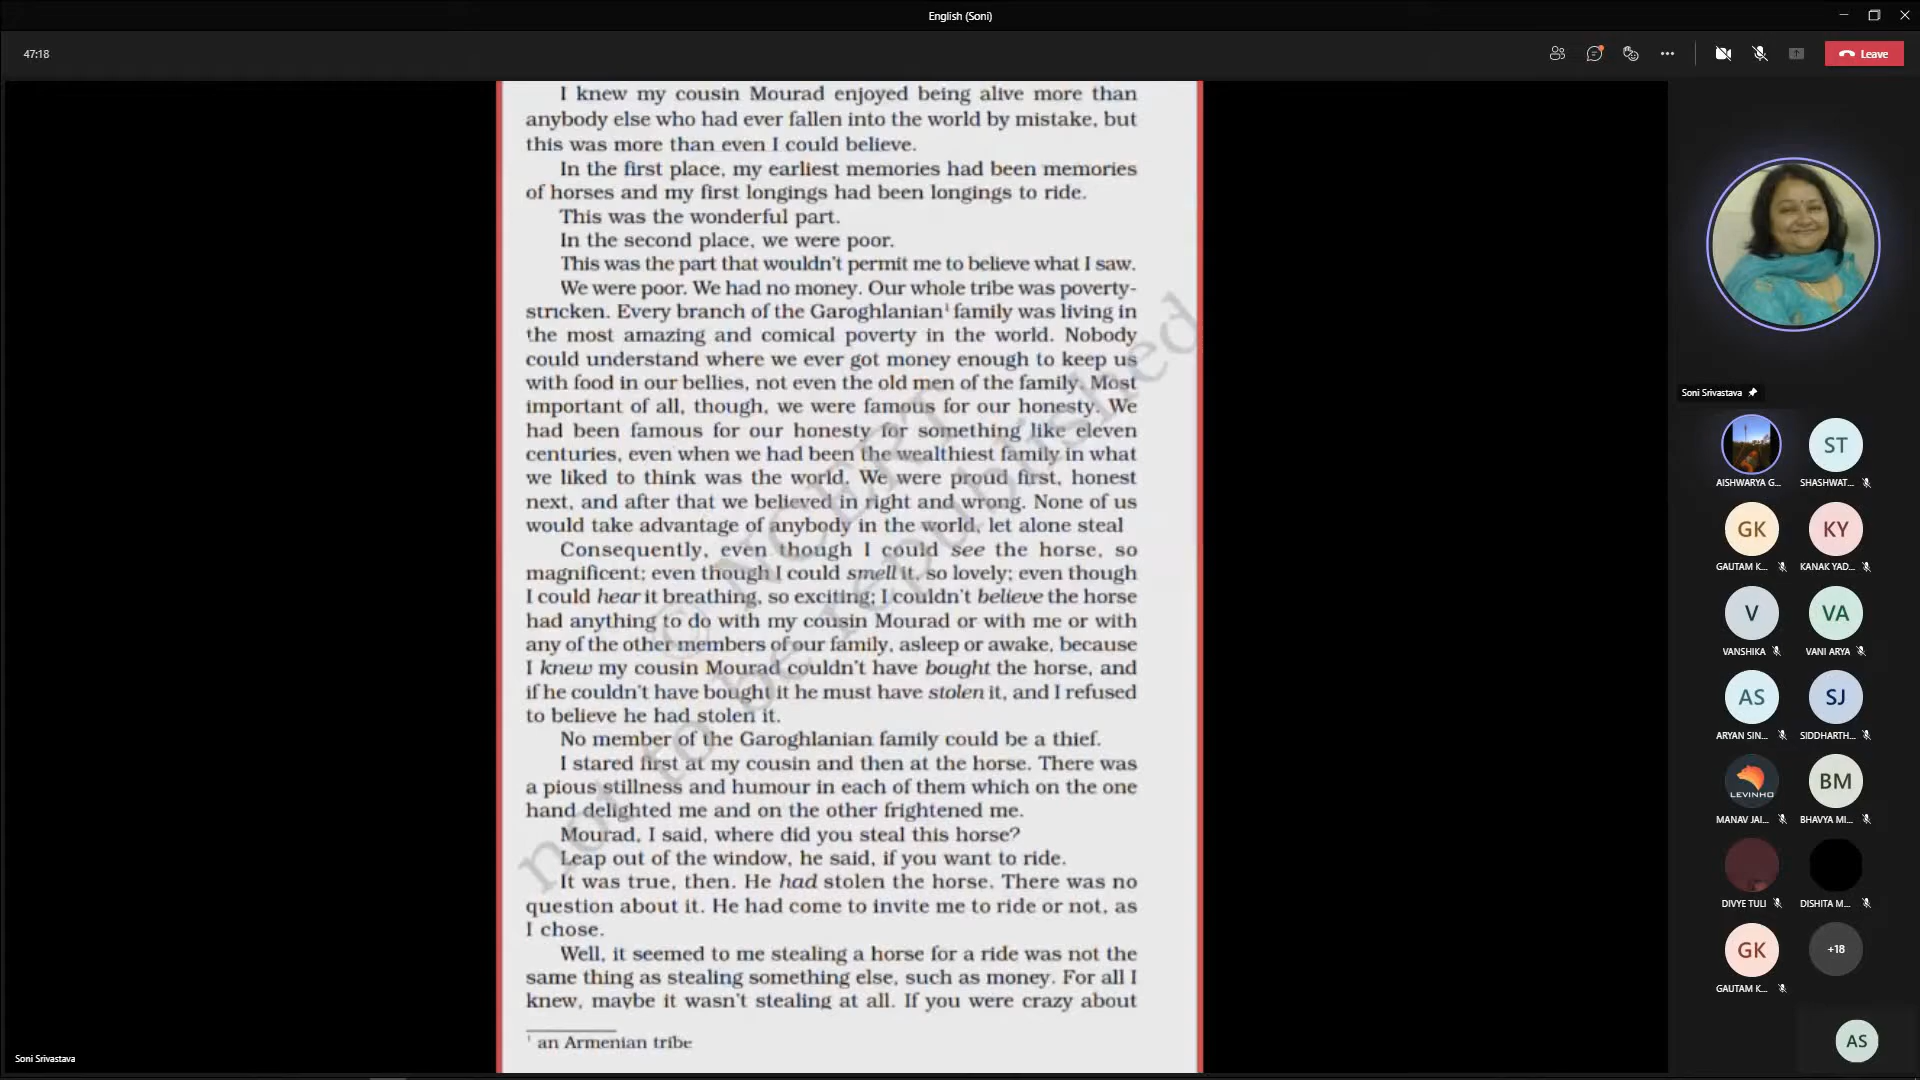 English (Soni)
47:18
Leave
I knew my cousin Mourad enjoyed being alive more than
anybody else who had ever fallen into the world by mistake, but
this was more than even I could believe.
In the first place, my earliest memories had been memories
of horses and my first longings had been longings to ride.
This was the wonderful part.
In the second place, we were poor.
This was the part that wouldn't permit me to believe what I saw.
We were poor. We had no money. Our whole tribe was poverty-
stricken. Every branch of the Garoghlanian¹ family was living in
the most amazing and comical poverty in the world. Nobody
could understand where we ever got money enough to keep us
with food in our bellies, not even the old men of the family. Most
important of all, though, we were famous for our honesty. We
had been famous for our honesty for something like eleven
centuries, even when we had been the wealthiest family in what
we liked to think was the world. We were proud first, honest
next, and after that we believed in right and wrong. None of us
would take advantage of anybody in the world, let alone steal
Consequently, even though I could see the horse, so
magnificent; even though I could smell it, so lovely; even though
I could hear it breathing, so exciting; I couldn't believe the horse
had anything to do with my cousin Mourad or with me or with
any of the other members of our family, asleep or awake, because
I knew my cousin Mourad couldn't have bought the horse, and
if he couldn't have bought it he must have stolen it, and I refused
to believe he had stolen it.
No member of the Garoghlanian family could be a thief.
I stared first at my cousin and then at the horse. There was
a pious stillness and humour in each of them which on the one
hand delighted me and on the other frightened me.
Mourad, I said, where did you steal this horse?
Leap out of the window, he said, if you want to ride.
It was true, then. He had stolen the horse. There was no
question about it. He had come to invite me to ride or not, as
I chose.
Well, it seemed to me stealing a horse for a ride was not the
same thing as stealing something else, such as money. For all I
knew, maybe it wasn't stealing at all. If you were crazy about
¹ an Armenian tribe
© NCERT
not to be republished
Soni Srivastava
Soni Srivastava
AISHWARYA G...
ST
SHASHWAT...
GK
GAUTAM K...
KY
KANAK YAD...
V
VANSHIKA
VA
VANI ARYA
AS
ARYAN SIN...
SJ
SIDDHARTH...
LEVINHO
MANAV JAI...
BM
BHAVYA MI...
DIVYE TULI
DISHITA M...
GK
GAUTAM K...
+18
AS